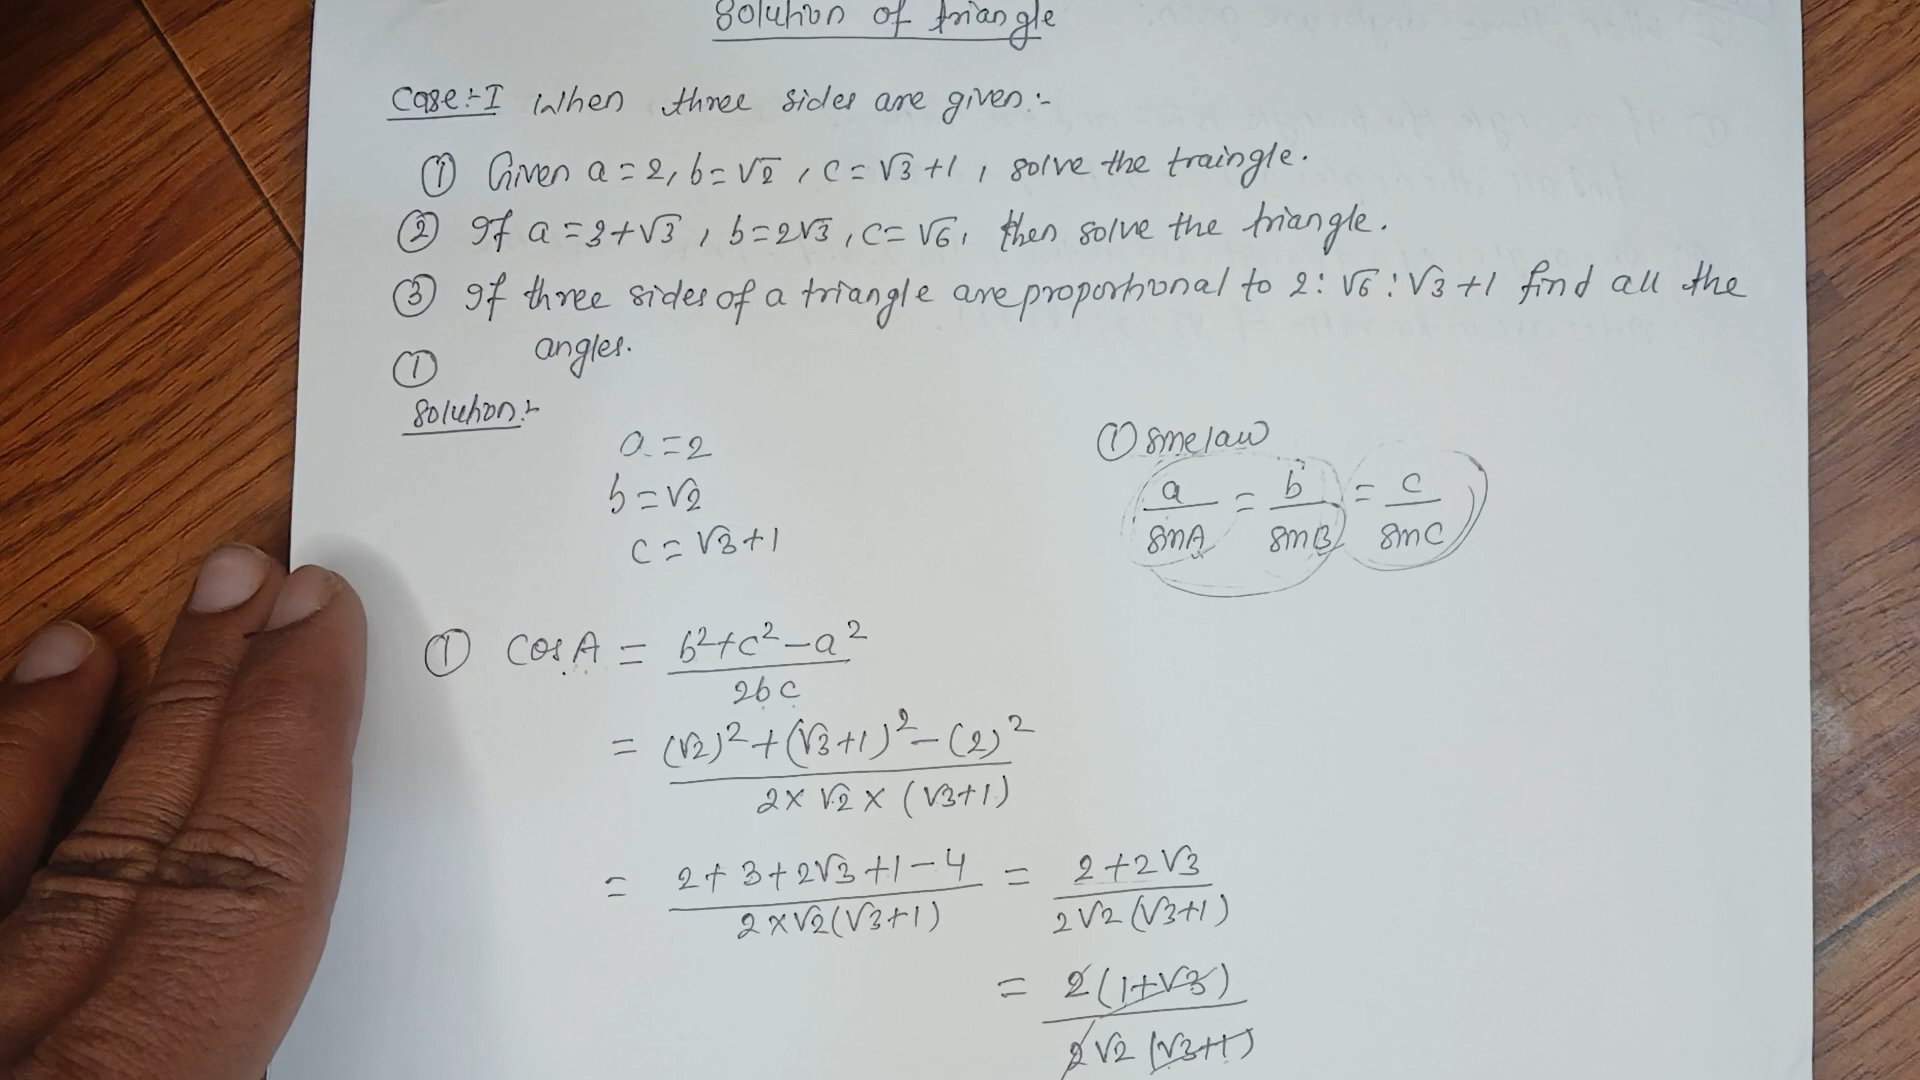 Solution of triangle
Case:-I When three sides are given:-
① Given a = 2, b = √2, c = √3 + 1, solve the traingle.
② If a = 3+√3, b = 2√3, c = √6, then solve the triangle.
③ If three sides of a triangle are proportional to 2 : √6 : √3 + 1 find all the
angles.
①
Solution:-
a = 2
b = √2
c = √3 + 1
① sine law
a/sinA = b/sinB = c/sinC
① cosA = (b²+c²-a²)/2bc
= ((√2)² + (√3+1)² - (2)²)/(2 × √2 × (√3+1))
= (2 + 3 + 2√3 + 1 - 4)/(2 × √2(√3+1)) = (2 + 2√3)/(2√2(√3+1))
= 2(1+√3)/(2√2(√3+1))